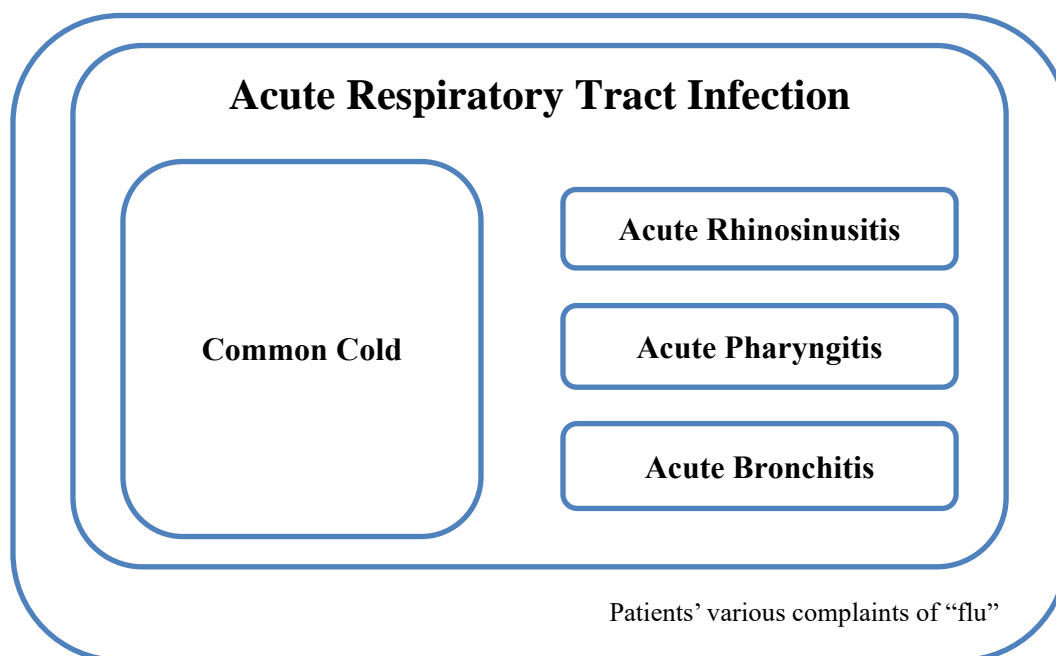 Acute Respiratory Tract Infection
Common Cold
Acute Rhinosinusitis
Acute Pharyngitis
Acute Bronchitis
Patients’ various complaints of “flu”